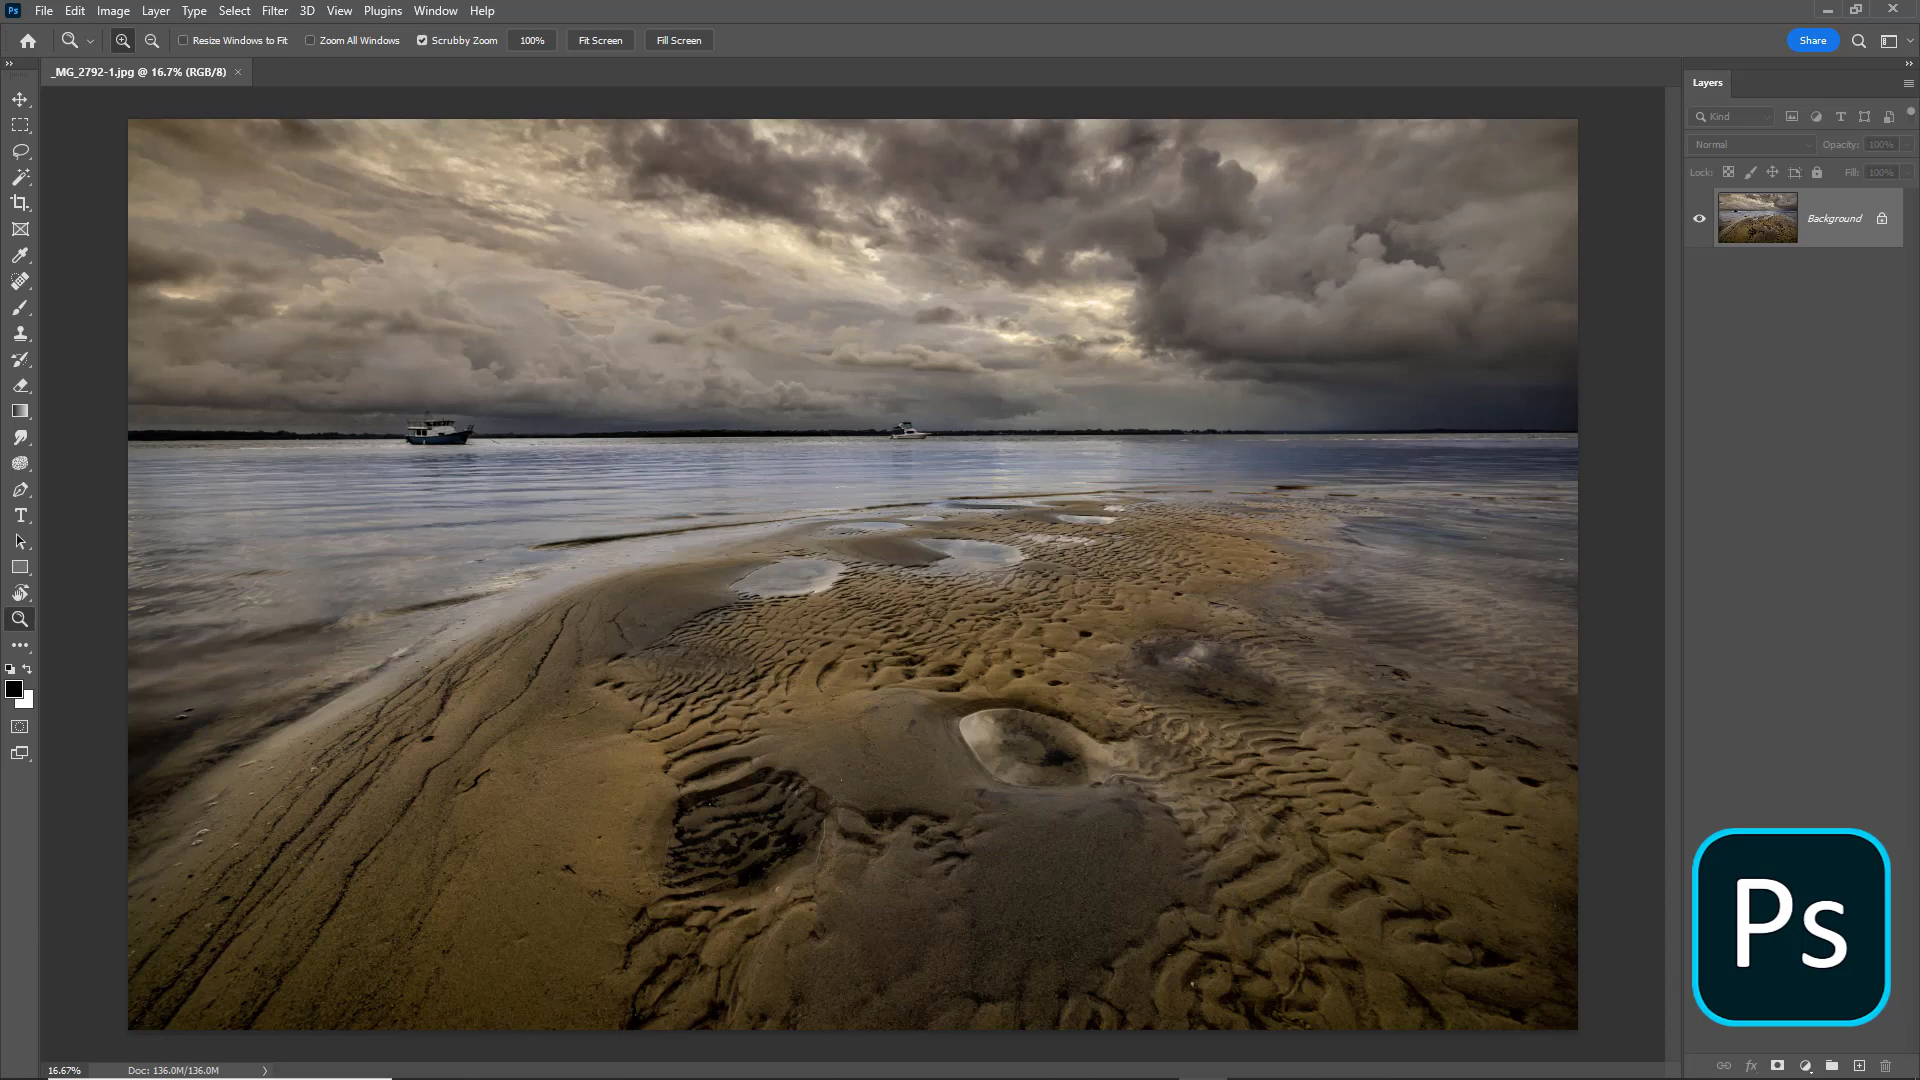 Ps File Edit Image Layer Type Select Filter 3D View Plugins Window Help
Resize Windows to Fit Zoom All Windows Scrubby Zoom 100% Fit Screen Fill Screen Share
_MG_2792-1.jpg @ 16.7% (RGB/8) ×
Layers
Kind
Normal Opacity: 100%
Lock: Fill: 100%
Background
T
Ps
16.67% Doc: 136.0M/136.0M
fx